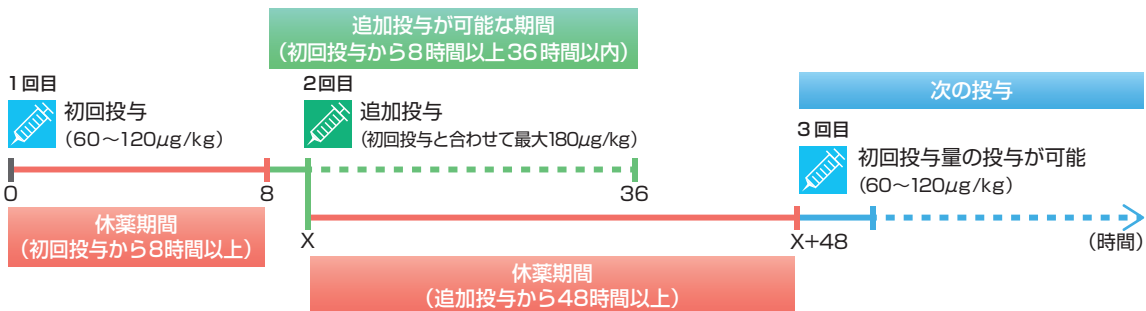 追加投与が可能な期間
（初回投与から8時間以上36時間以内）
1回目
初回投与
（60～120μg/kg）
2回目
追加投与
（初回投与と合わせて最大180μg/kg）
次の投与
3回目
初回投与量の投与が可能
（60～120μg/kg）
0
8
36
休薬期間
（初回投与から8時間以上）
X
X+48
（時間）
休薬期間
（追加投与から48時間以上）